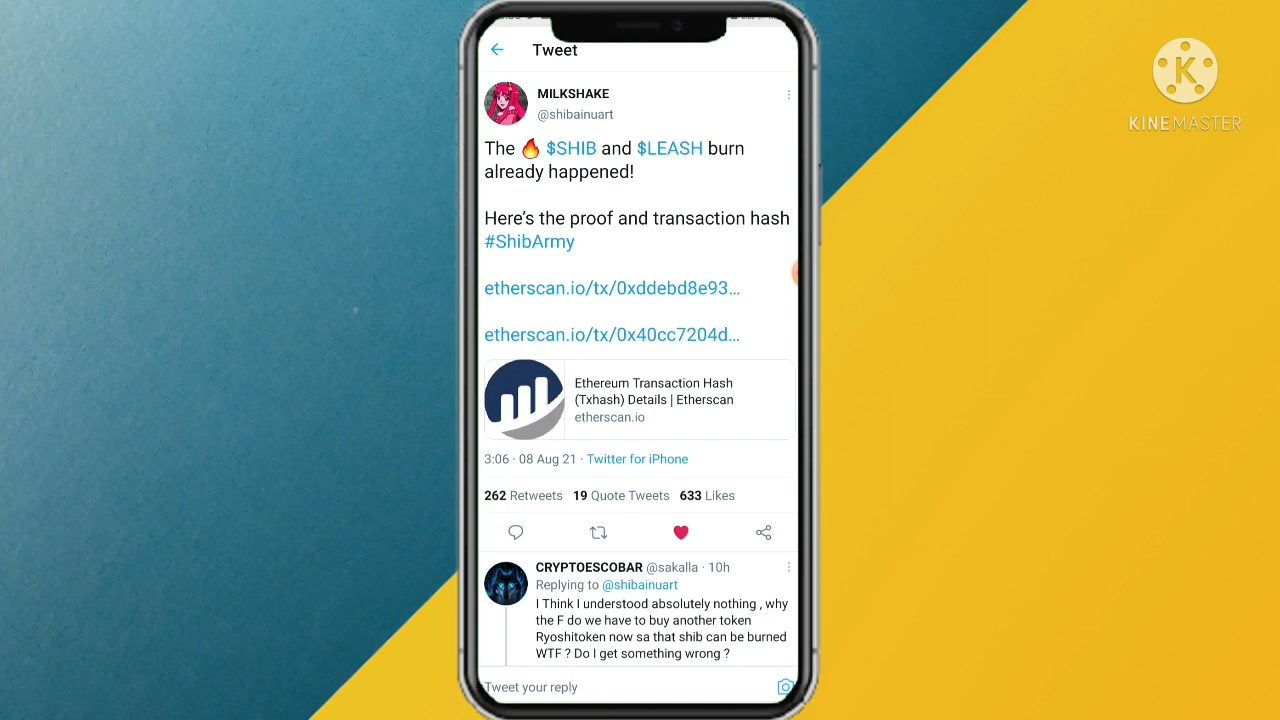 Tweet
MILKSHAKE
@shibainuart
The 🔥 $SHIB and $LEASH burn
already happened!
Here's the proof and transaction hash
#ShibArmy
etherscan.io/tx/0xddebd8e93...
etherscan.io/tx/0x40cc7204d...
Ethereum Transaction Hash
(Txhash) Details | Etherscan
etherscan.io
3:06 · 08 Aug 21 · Twitter for iPhone
262 Retweets 19 Quote Tweets 633 Likes
CRYPTOESCOBAR @sakalla · 10h
Replying to @shibainuart
I Think I understood absolutely nothing , why
the F do we have to buy another token
Ryoshitoken now sa that shib can be burned
WTF ? Do I get something wrong ?
Tweet your reply
K
KINEMASTER